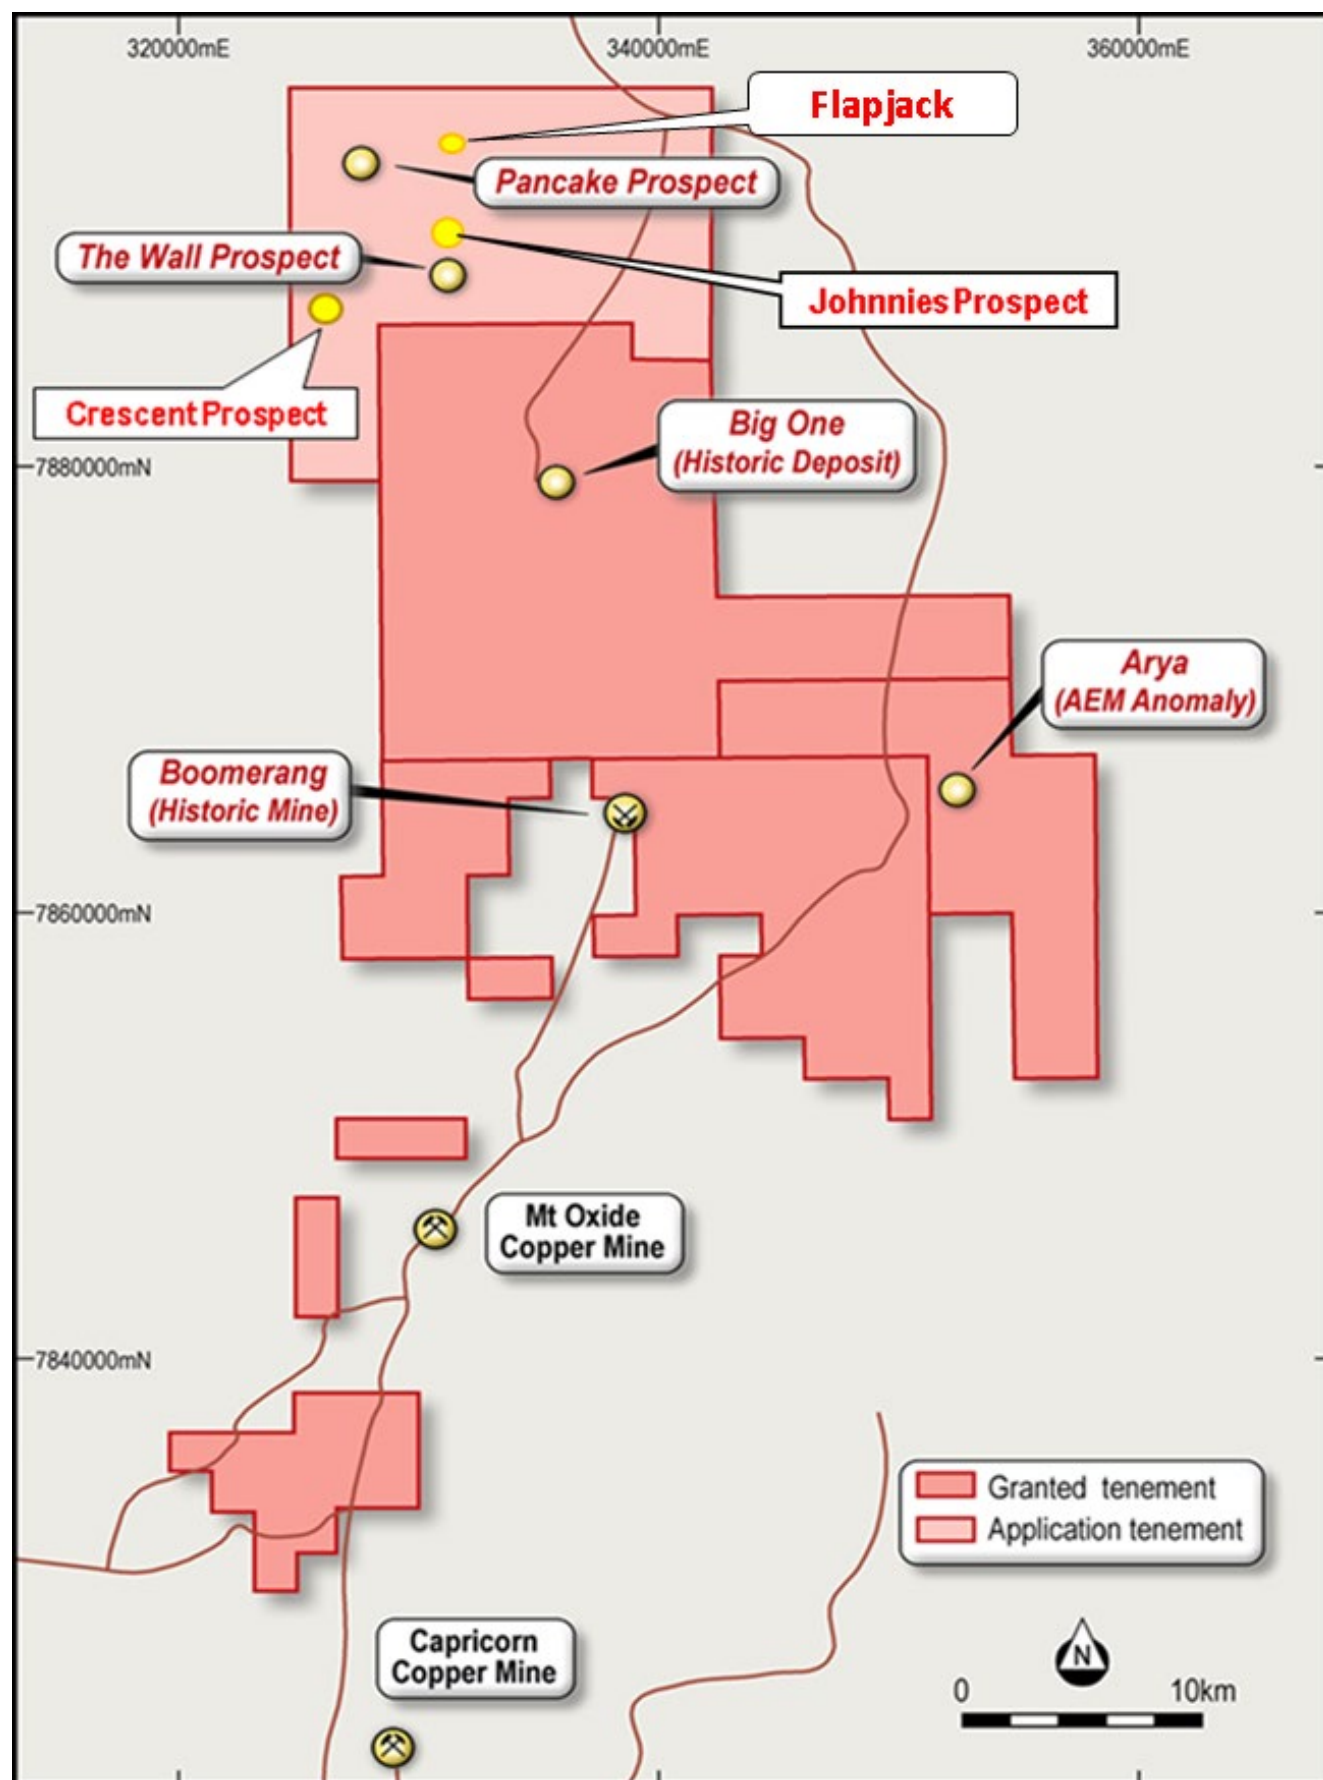 320000mE
340000mE
360000mE
Flapjack
Pancake Prospect
The Wall Prospect
Johnnies Prospect
Crescent Prospect
Big One
(Historic Deposit)
7880000mN
Arya
(AEM Anomaly)
Boomerang
(Historic Mine)
7860000mN
Mt Oxide
Copper Mine
7840000mN
Granted tenement
Application tenement
Capricorn
Copper Mine
N
0 10km